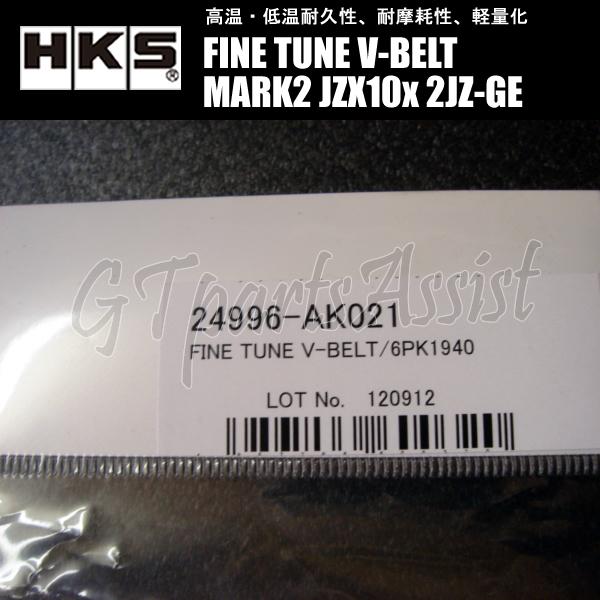 高温・低温耐久性、耐摩耗性、軽量化
HKS®
FINE TUNE V-BELT
MARK2 JZX10x 2JZ-GE
GTpartsAssist
24996-AK021
FINE TUNE V-BELT/6PK1940
LOT No. 120912